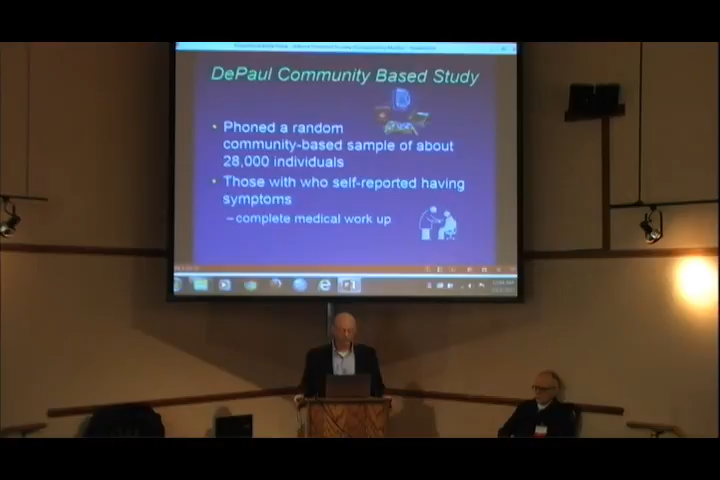 DePaul Community Based Study
• Phoned a random
community-based sample of about
28,000 individuals
• Those with who self-reported having
symptoms
– complete medical work up